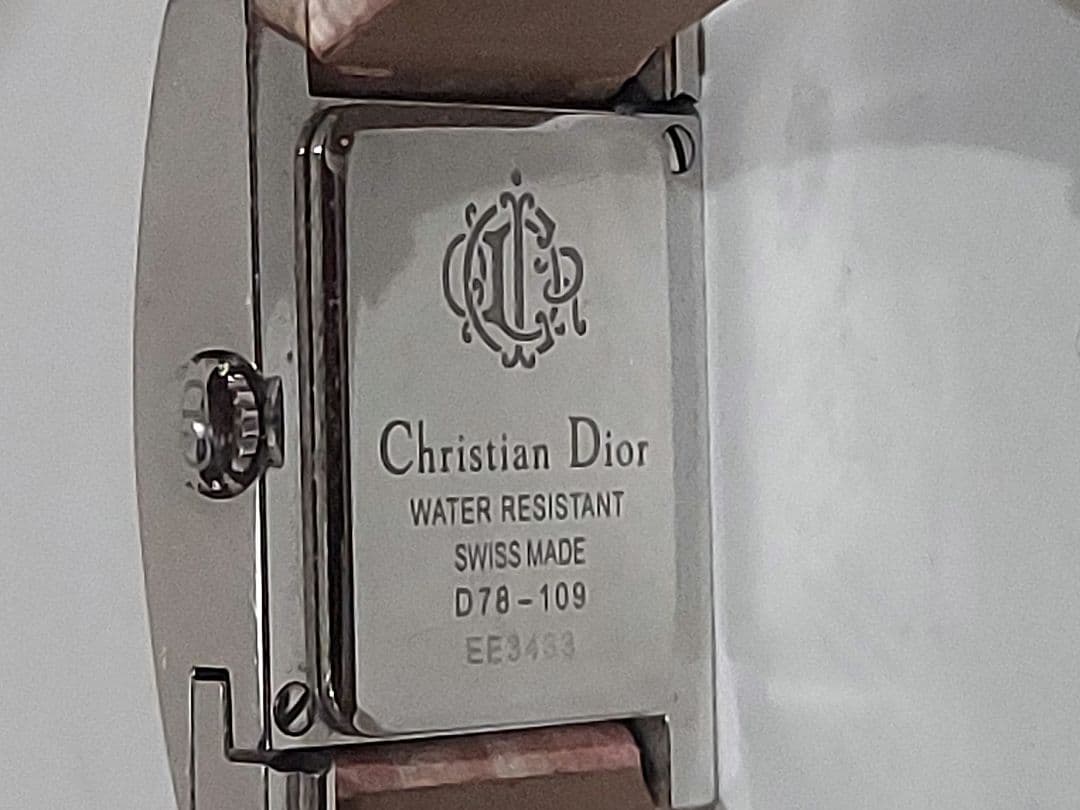 Christian Dior
WATER RESISTANT
SWISS MADE
D78-109
EE3433